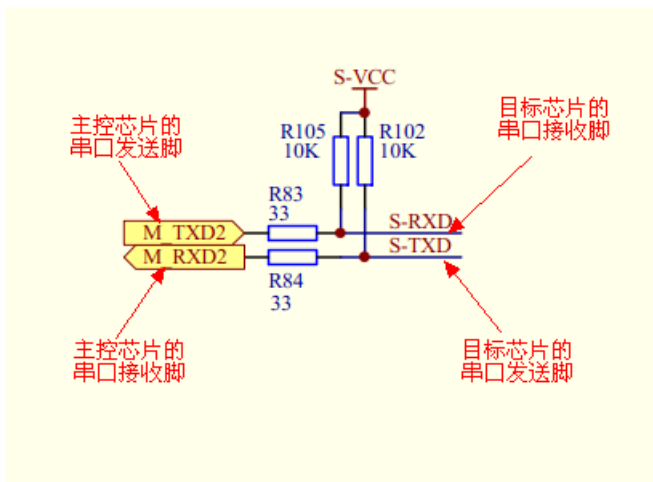 S-VCC
主控芯片的
串口发送脚
目标芯片的
串口接收脚
R105
10K
R102
10K
R83
33
M_TXD2
S-RXD
M_RXD2
S-TXD
R84
33
主控芯片的
串口接收脚
目标芯片的
串口发送脚